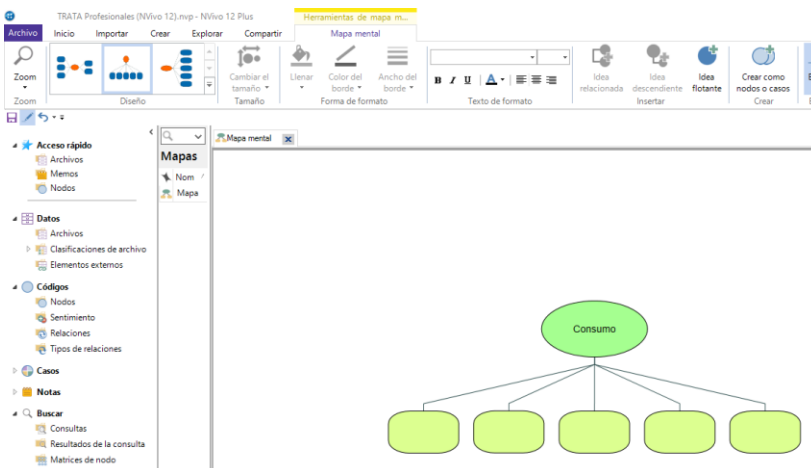 TRATA Profesionales (NVivo 12).nvp - NVivo 12 Plus
Herramientas de mapa m...
Archivo Inicio Importar Crear Explorar Compartir Mapa mental
Zoom
Cambiar el tamaño
Llenar
Color del borde
Ancho del borde
B I U A
Idea relacionada
Idea descendiente
Idea flotante
Crear como nodos o casos
Zoom Diseño Tamaño Forma de formato Texto de formato Insertar Crear
Acceso rápido
Archivos
Memos
Nodos
Datos
Archivos
Clasificaciones de archivo
Elementos externos
Códigos
Nodos
Sentimiento
Relaciones
Tipos de relaciones
Casos
Notas
Buscar
Consultas
Resultados de la consulta
Matrices de nodo
Mapas
Nom
Mapa
Mapa mental
Consumo